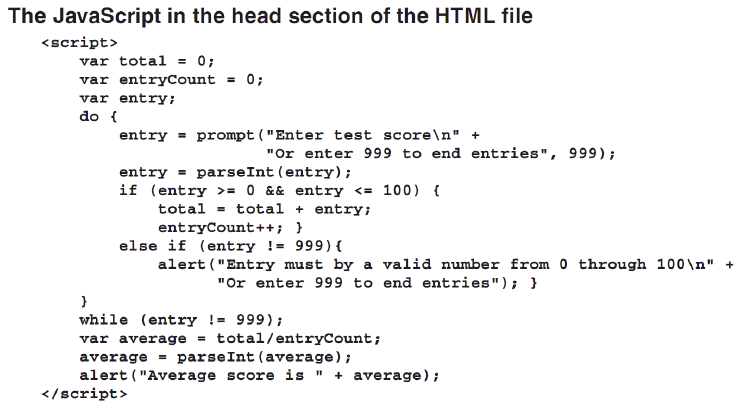 The JavaScript in the head section of the HTML file
<script>
var total = 0;
var entryCount = 0;
var entry;
do {
entry = prompt("Enter test score\n" +
"Or enter 999 to end entries", 999);
entry = parseInt(entry);
if (entry >= 0 && entry <= 100) {
total = total + entry;
entryCount++; }
else if (entry != 999){
alert("Entry must by a valid number from 0 through 100\n" +
"Or enter 999 to end entries"); }
}
while (entry != 999);
var average = total/entryCount;
average = parseInt(average);
alert("Average score is " + average);
</script>